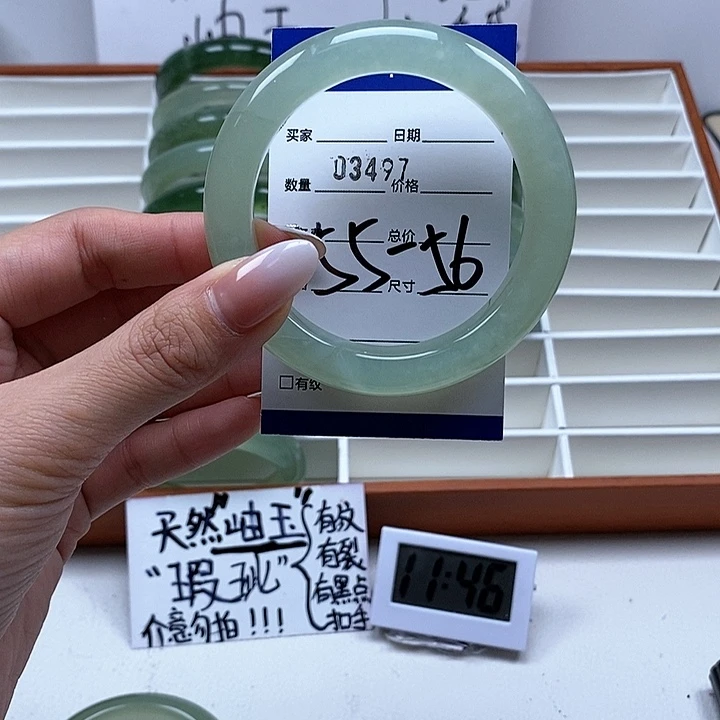 买家 日期
03497
数量 价格
总价
55-56
尺寸
□有纹
天然"岫玉"
"瑕玼"
介意勿拍!!!
有纹
有裂
有黑点
扣手
11:46